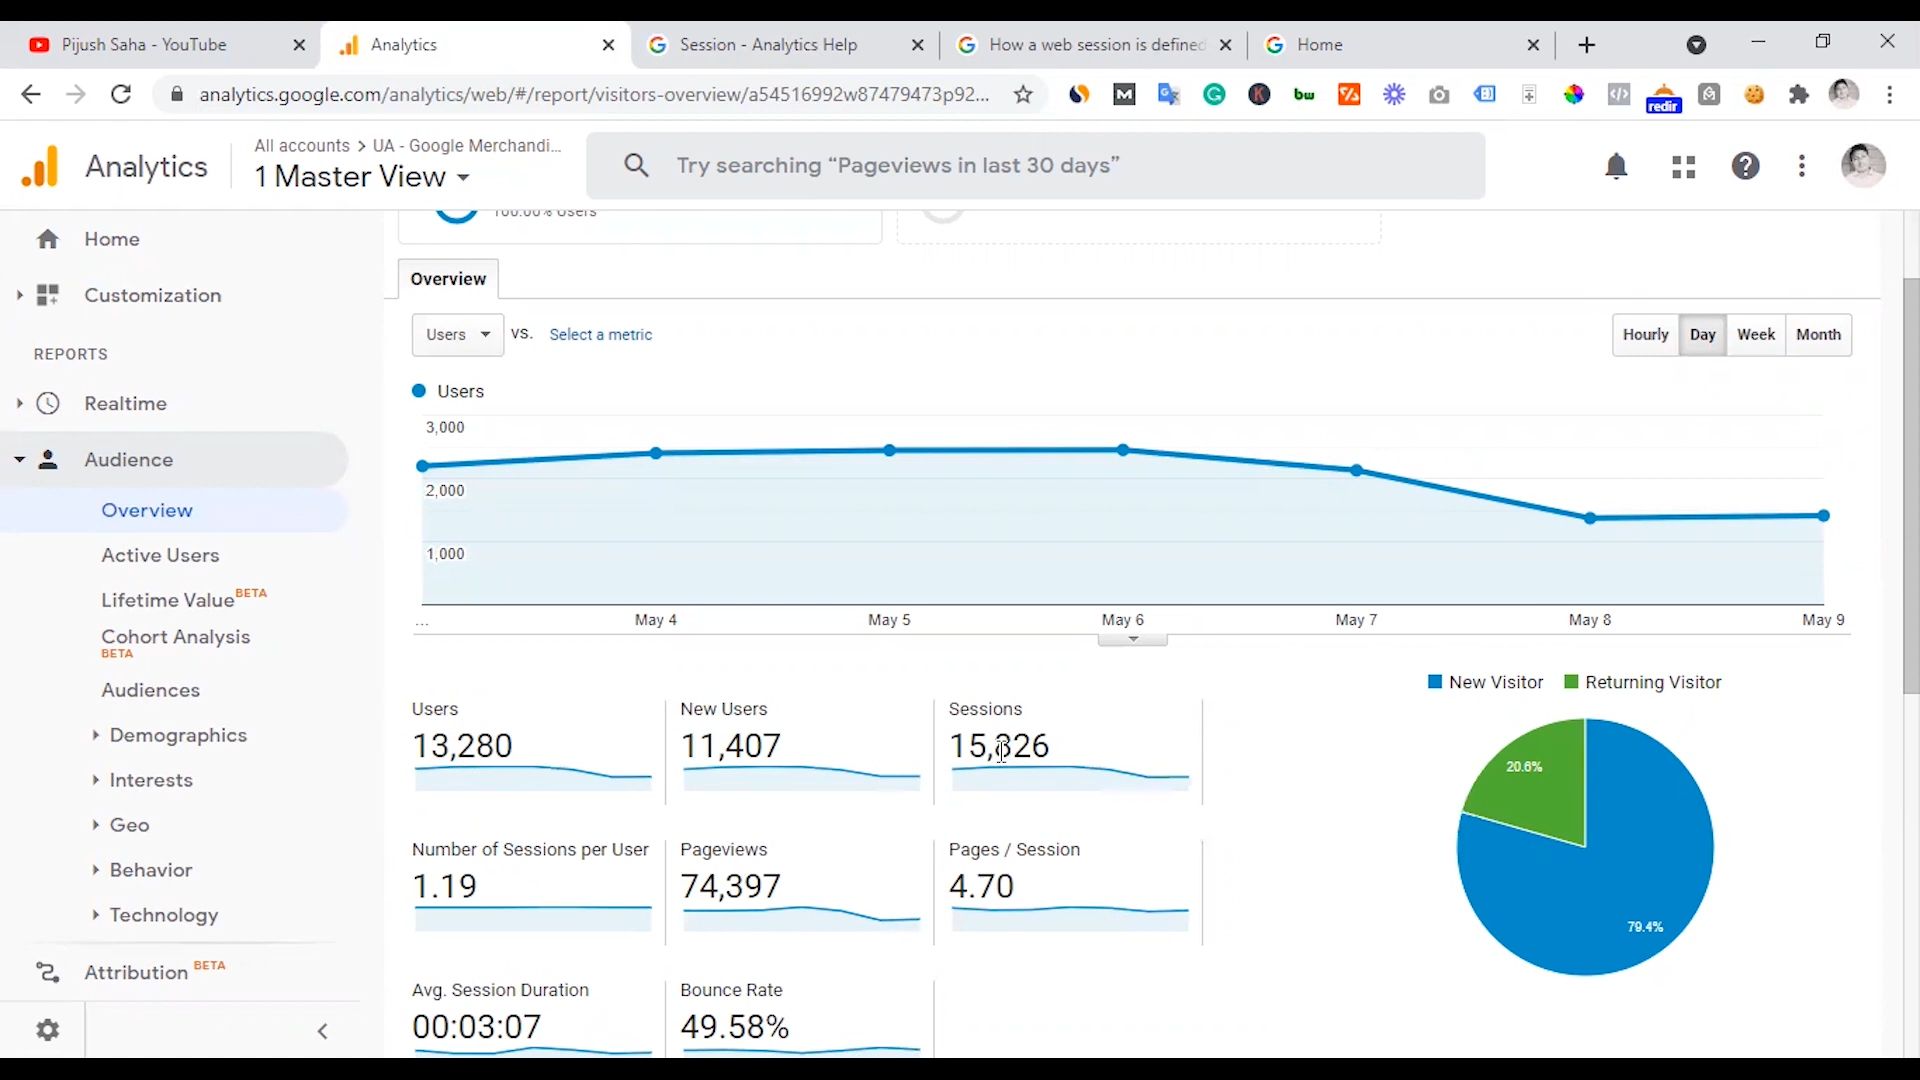 Pijush Saha - YouTube
Analytics
Session - Analytics Help
How a web session is defined
Home
analytics.google.com/analytics/web/#/report/visitors-overview/a54516992w87479473p92...
M
G
K
bw
redir
Analytics
All accounts > UA - Google Merchandi...
1 Master View
Try searching “Pageviews in last 30 days”
Home
Customization
REPORTS
Realtime
Audience
Overview
Active Users
Lifetime Value BETA
Cohort Analysis
BETA
Audiences
Demographics
Interests
Geo
Behavior
Technology
Attribution BETA
100.00% Users
Overview
Users
VS.
Select a metric
Hourly
Day
Week
Month
Users
3,000
2,000
1,000
...
May 4
May 5
May 6
May 7
May 8
May 9
New Visitor
Returning Visitor
Users
13,280
New Users
11,407
Sessions
Number of Sessions per User
1.19
Pageviews
74,397
Pages / Session
4.70
Avg. Session Duration
00:03:07
Bounce Rate
49.58%
20.6%
79.4%